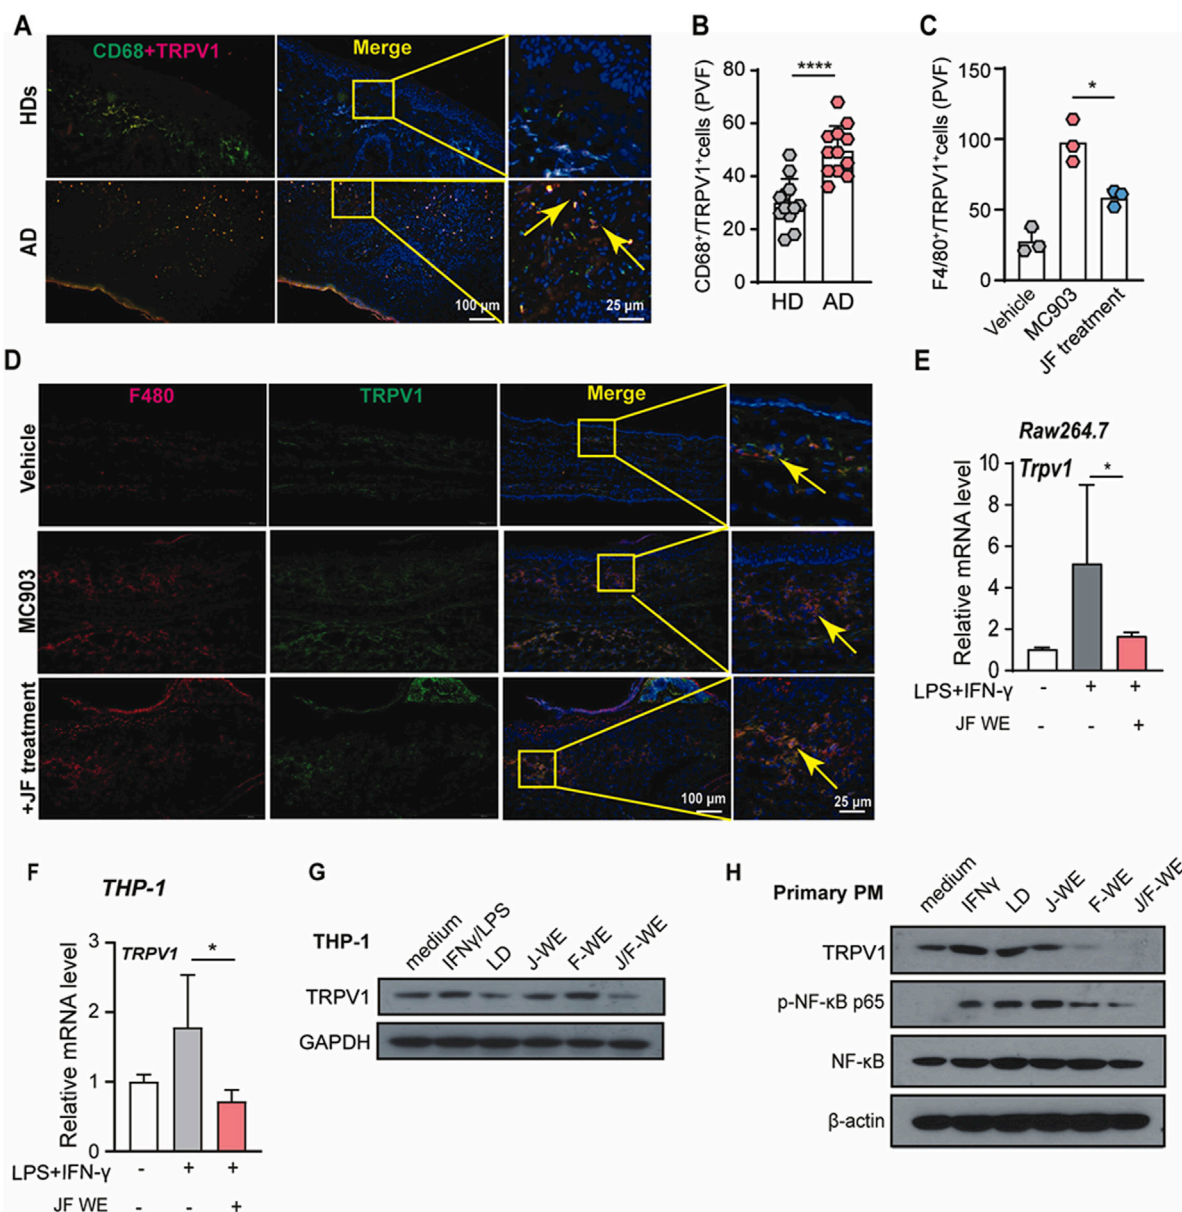 A
CD68+TRPV1
Merge
HDs
AD
100 µm
25 µm
B
CD68⁺/TRPV1⁺cells (PVF)
80
60
40
20
0
****
HD
AD
C
F4/80⁺/TRPV1⁺cells (PVF)
150
100
50
0
*
Vehicle
MC903
JF treatment
D
F480
TRPV1
Merge
Vehicle
MC903
+JF treatment
100 µm
25 µm
E
Raw264.7
Trpv1
Relative mRNA level
10
8
6
4
2
0
*
LPS+IFN-γ - + +
JF WE - - +
F
THP-1
TRPV1
Relative mRNA level
3
2
1
0
*
LPS+IFN-γ - + +
JF WE - - +
G
THP-1
medium
IFNγ/LPS
LD
J-WE
F-WE
J/F-WE
TRPV1
GAPDH
H
Primary PM
medium
IFNγ
LD
J-WE
F-WE
J/F-WE
TRPV1
p-NF-κB p65
NF-κB
β-actin